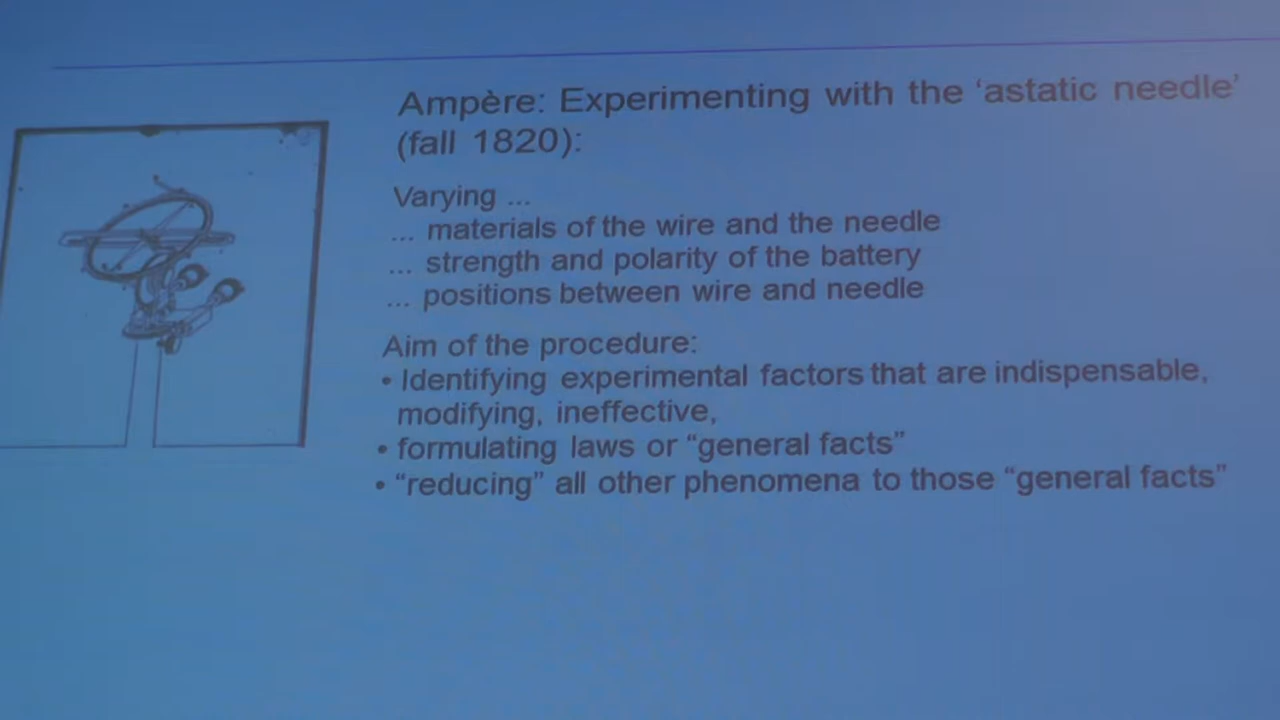 Ampère: Experimenting with the ‘astatic needle’
(fall 1820):
Varying ...
... materials of the wire and the needle
... strength and polarity of the battery
... positions between wire and needle
Aim of the procedure:
• Identifying experimental factors that are indispensable,
modifying, ineffective,
• formulating laws or “general facts”
• “reducing” all other phenomena to those “general facts”